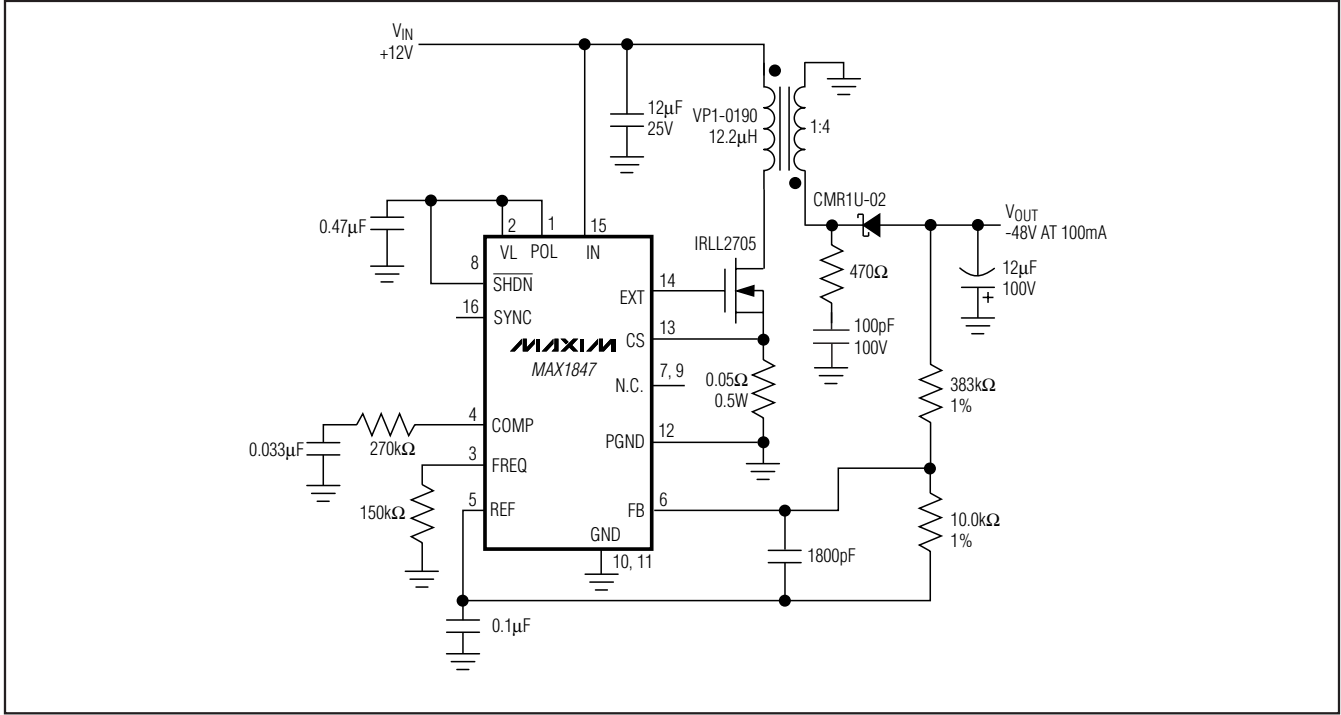 VIN
+12V
12µF
25V
VP1-0190
12.2µH
1:4
CMR1U-02
VOUT
-48V AT 100mA
0.47µF
2
1
15
VL
POL
IN
IRLL2705
470Ω
12µF
100V
+
8
SHDN
14
EXT
16
SYNC
100pF
100V
MAXIM
MAX1847
13
CS
7, 9
N.C.
0.05Ω
0.5W
383kΩ
1%
4
COMP
12
PGND
0.033µF
270kΩ
3
FREQ
150kΩ
5
REF
6
FB
10.0kΩ
1%
GND
10, 11
1800pF
0.1µF